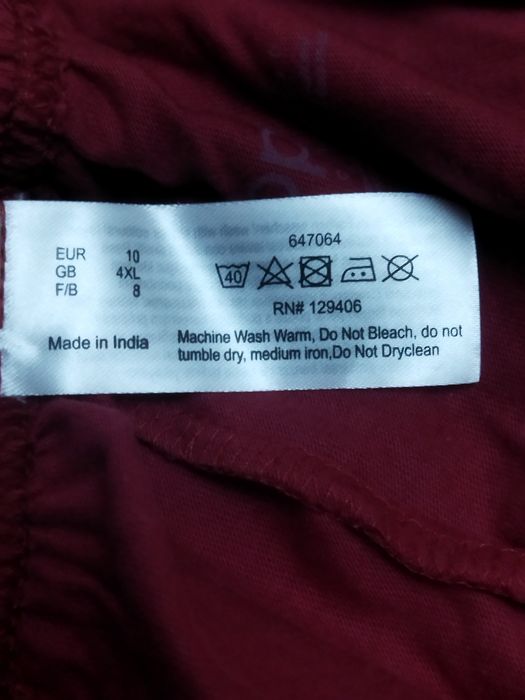 EUR 10
GB 4XL
F/B 8
Made in India
647064
40
RN# 129406
Machine Wash Warm, Do Not Bleach, do not
tumble dry, medium iron,Do Not Dryclean